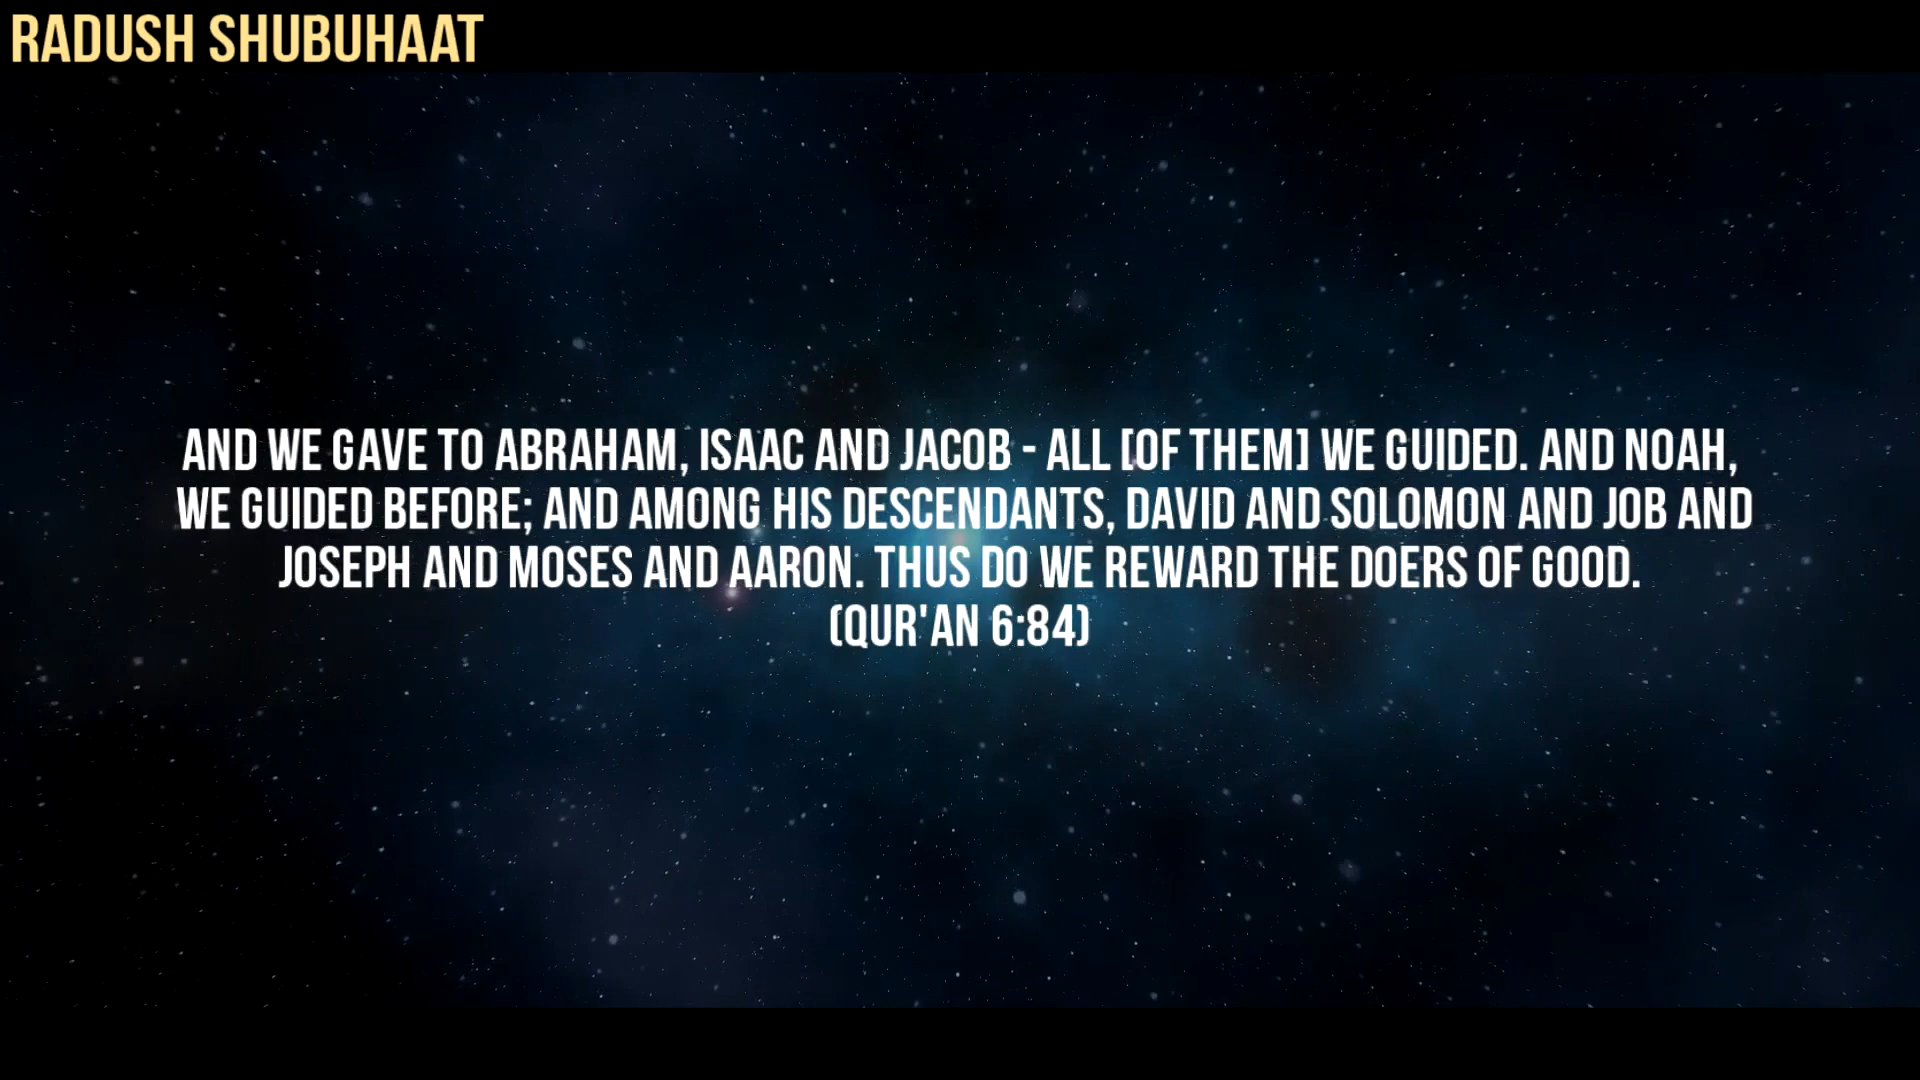 RADUSH SHUBUHAAT
AND WE GAVE TO ABRAHAM, ISAAC AND JACOB - ALL [OF THEM] WE GUIDED. AND NOAH,
WE GUIDED BEFORE; AND AMONG HIS DESCENDANTS, DAVID AND SOLOMON AND JOB AND
JOSEPH AND MOSES AND AARON. THUS DO WE REWARD THE DOERS OF GOOD.
(QUR'AN 6:84)